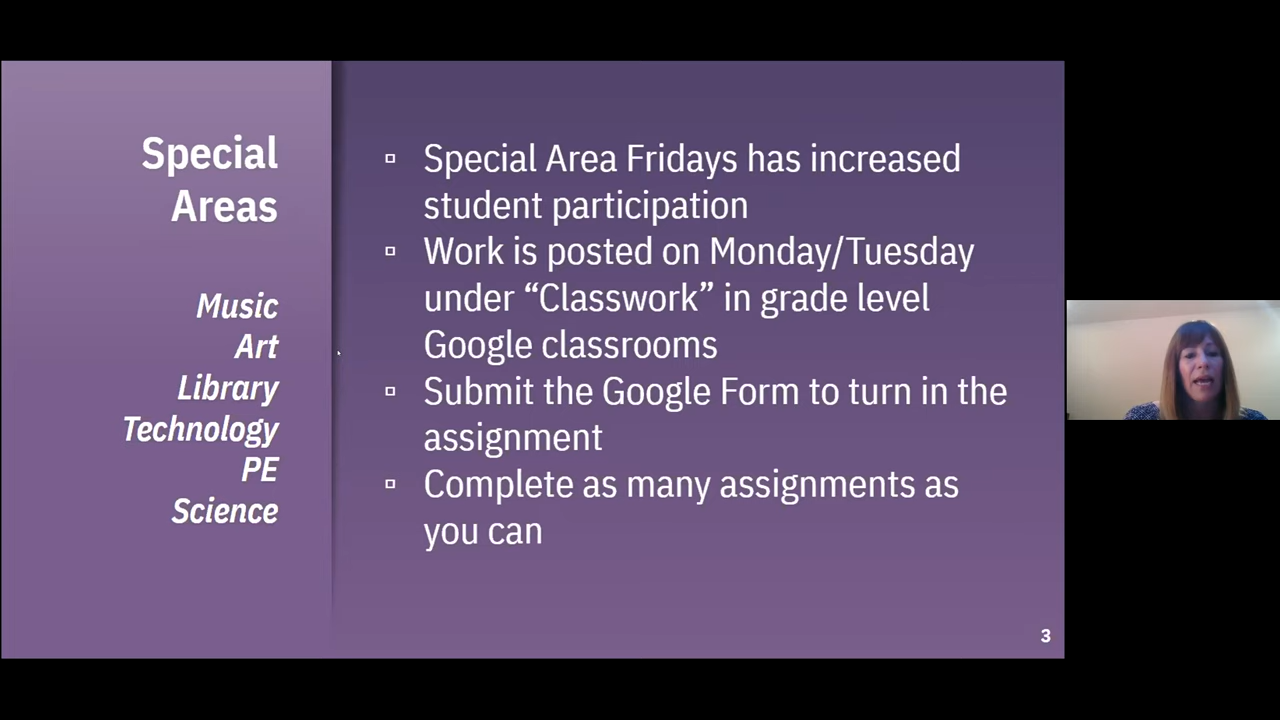 Special
Areas
Music
Art
Library
Technology
PE
Science
▫ Special Area Fridays has increased
student participation
▫ Work is posted on Monday/Tuesday
under “Classwork” in grade level
Google classrooms
▫ Submit the Google Form to turn in the
assignment
▫ Complete as many assignments as
you can
3